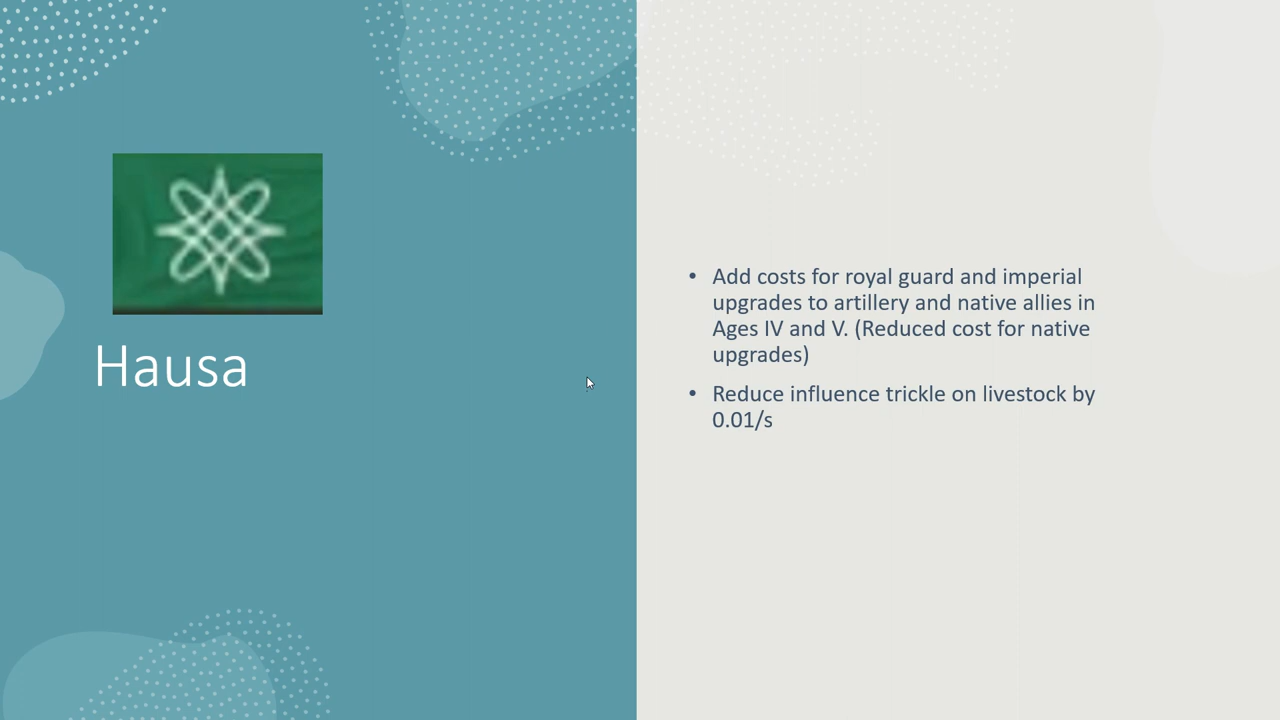 Hausa
• Add costs for royal guard and imperial
upgrades to artillery and native allies in
Ages IV and V. (Reduced cost for native
upgrades)
• Reduce influence trickle on livestock by
0.01/s